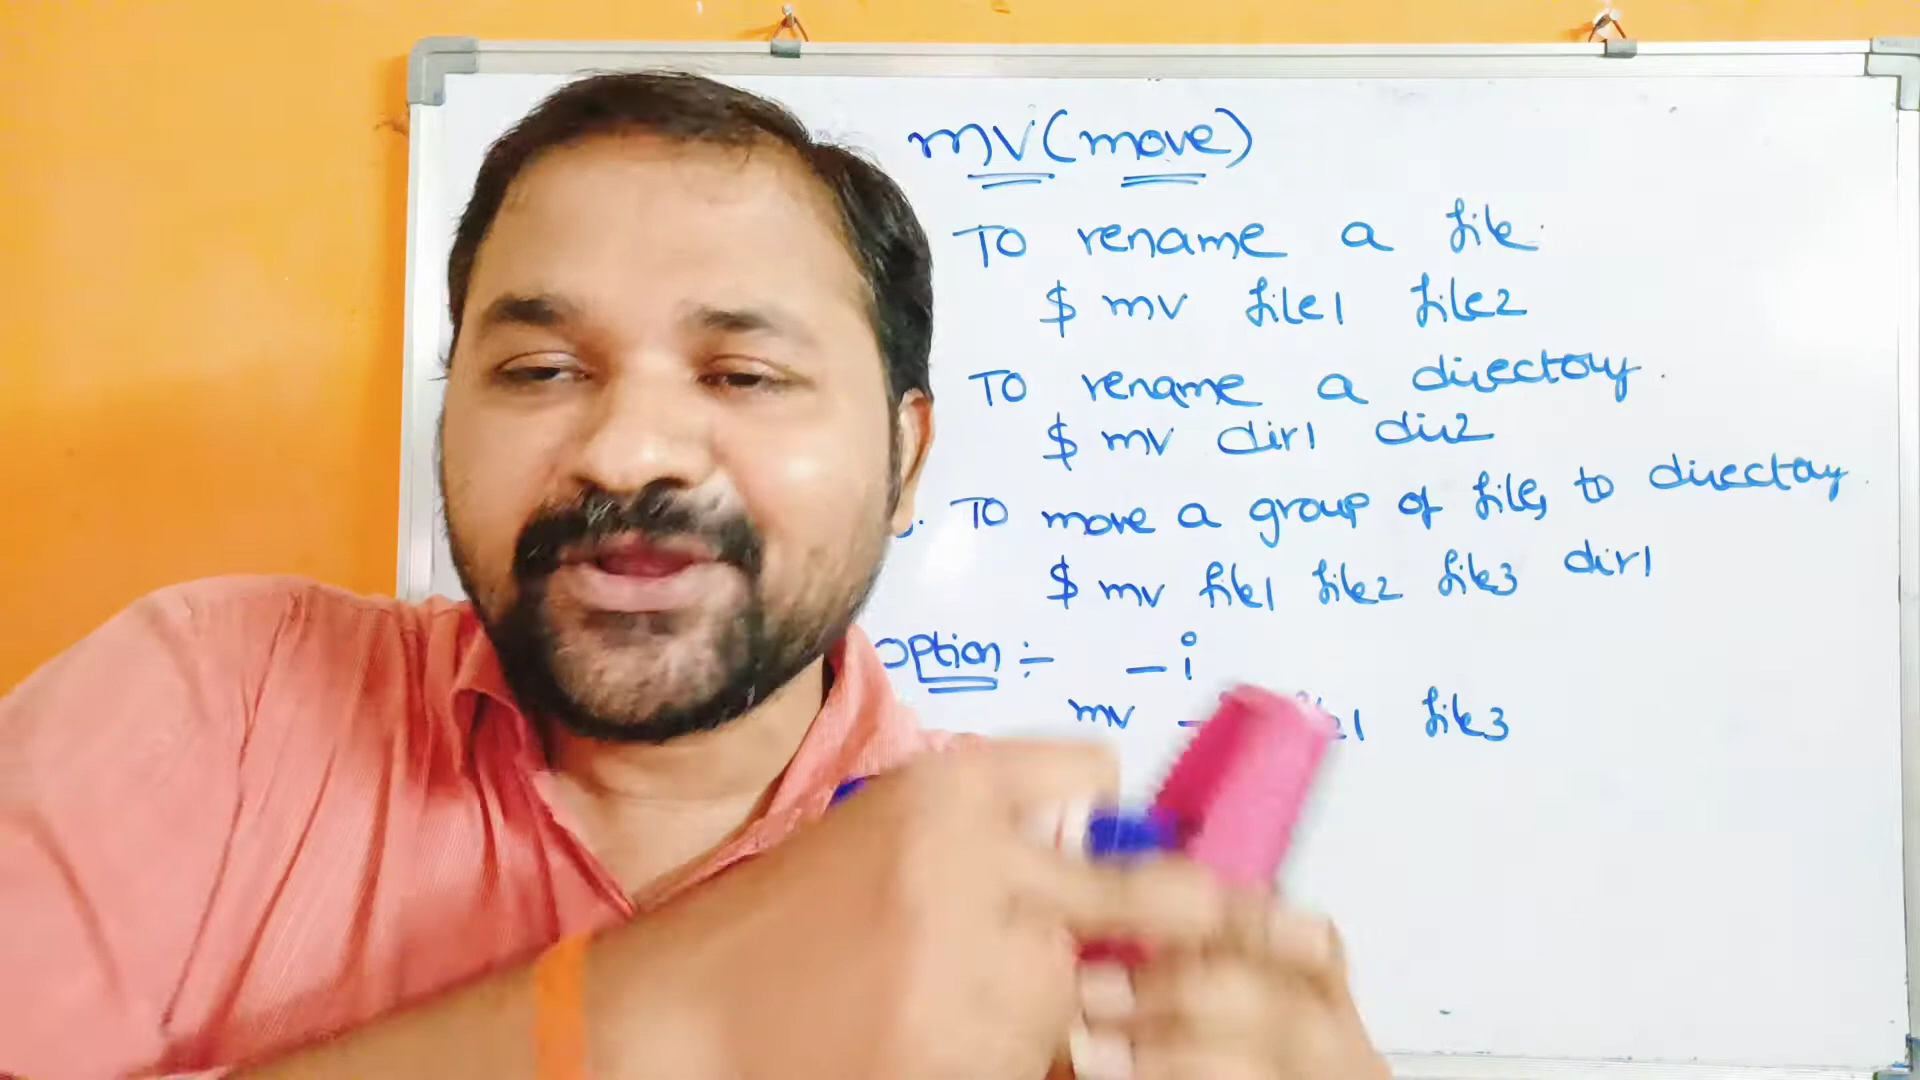 mv (move)
To rename a file
$ mv file1 file2
To rename a directory.
$ mv dir1 dir2
. To move a group of files to directory.
$ mv file1 file2 file3 dir1
option :- -i
mv file3